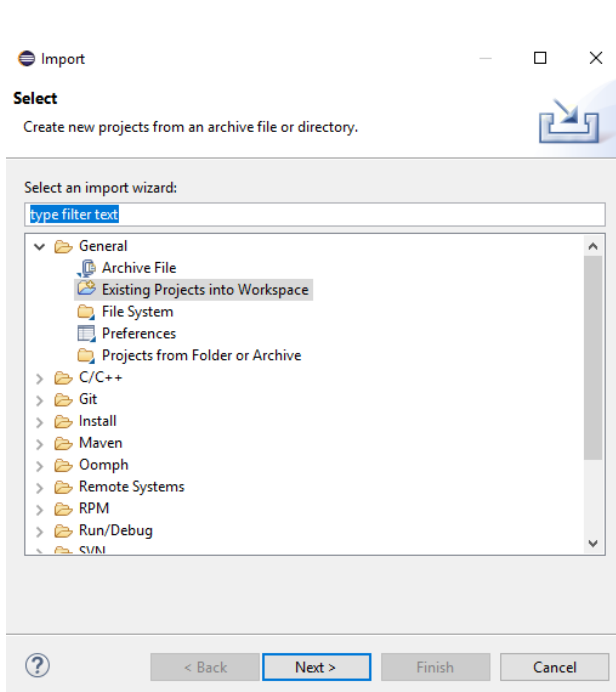 Import
Select
Create new projects from an archive file or directory.
Select an import wizard:
type filter text
General
Archive File
Existing Projects into Workspace
File System
Preferences
Projects from Folder or Archive
C/C++
Git
Install
Maven
Oomph
Remote Systems
RPM
Run/Debug
SVN
< Back Next > Finish Cancel